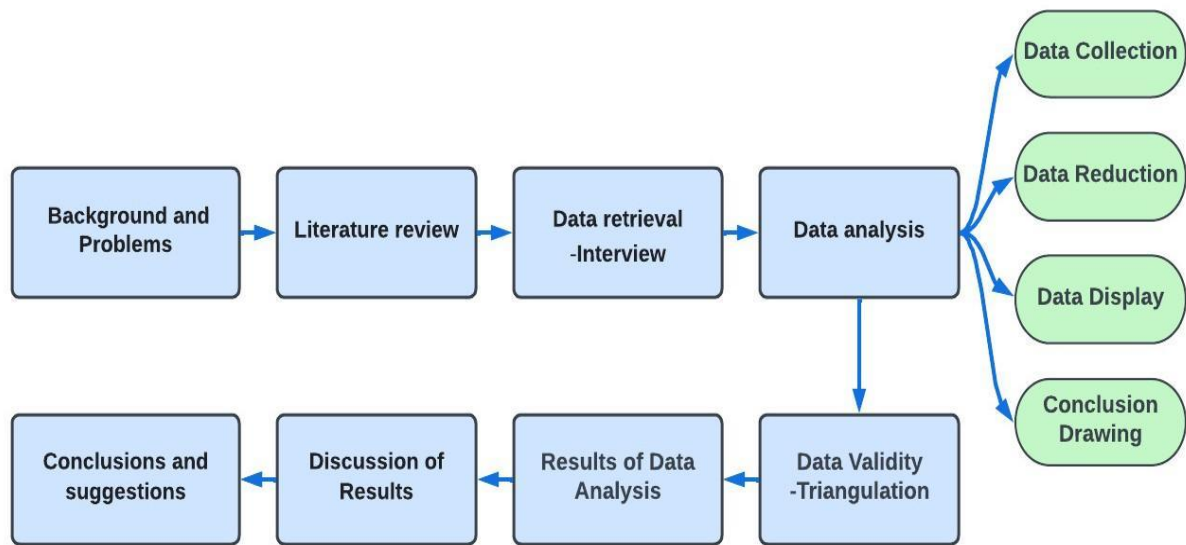 Background and
Problems
Literature review
Data retrieval
-Interview
Data analysis
Data Collection
Data Reduction
Data Display
Conclusion
Drawing
Data Validity
-Triangulation
Results of Data
Analysis
Discussion of
Results
Conclusions and
suggestions